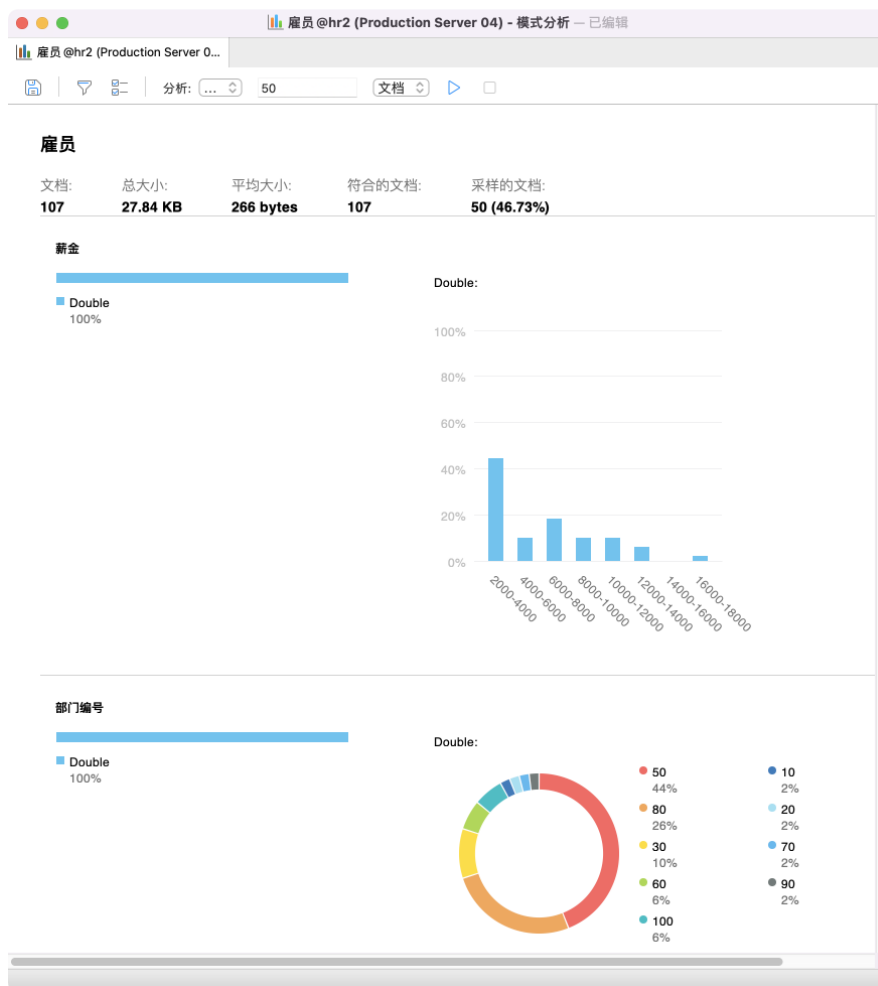 雇员 @hr2 (Production Server 04) - 模式分析 — 已编辑
雇员 @hr2 (Production Server 0...
分析: ... 50 文档
雇员
文档: 总大小: 平均大小: 符合的文档: 采样的文档:
107 27.84 KB 266 bytes 107 50 (46.73%)
薪金
Double
100%
Double:
100%
80%
60%
40%
20%
0%
2000-4000 4000-6000 6000-8000 8000-10000 10000-12000 12000-14000 14000-16000 16000-18000
部门编号
Double
100%
Double:
50 10
44% 2%
80 20
26% 2%
30 70
10% 2%
60 90
6% 2%
100
6%